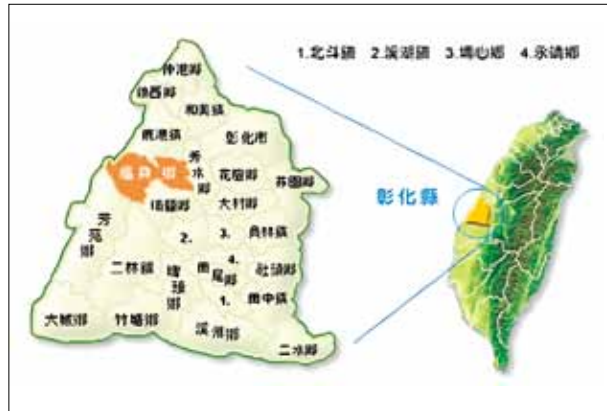 1.北斗鎮 2.溪湖鎮 3.埔心鄉 4.永靖鄉
伸港鄉
線西鄉
和美鎮
鹿港鎮
彰化市
福興鄉
秀水鄉
花壇鄉
芬園鄉
埔鹽鄉
大村鄉
芳苑鄉
2.
3.
員林鎮
二林鎮
埤頭鄉
田尾鄉
4.
社頭鄉
1.
田中鎮
大城鄉
竹塘鄉
溪州鄉
二水鄉
彰化縣